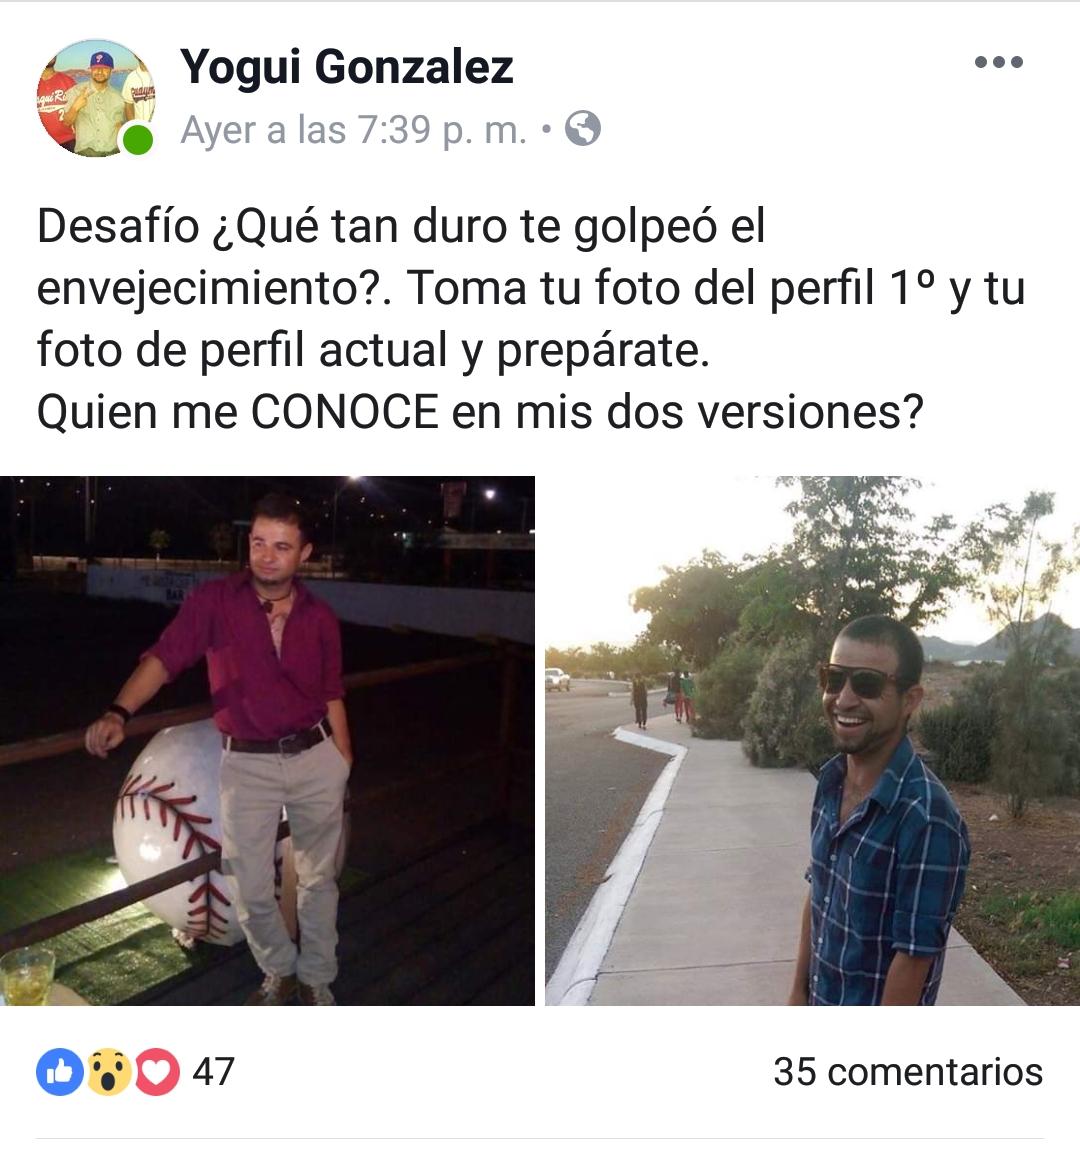 Yogui Gonzalez
Ayer a las 7:39 p. m. •
Desafío ¿Qué tan duro te golpeó el
envejecimiento?. Toma tu foto del perfil 1º y tu
foto de perfil actual y prepárate.
Quien me CONOCE en mis dos versiones?
BAR
47
35 comentarios